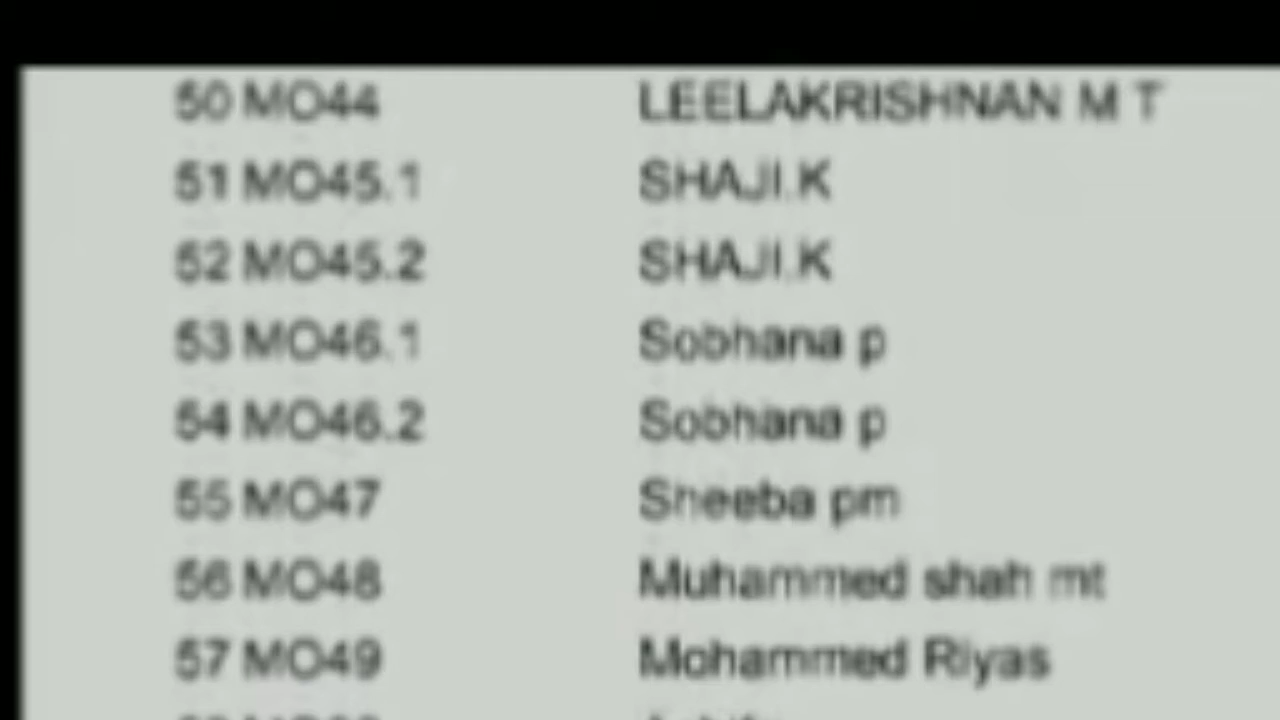 50 MO44 LEELAKRISHNAN M T
51 MO45.1 SHAJI.K
52 MO45.2 SHAJI.K
53 MO46.1 Sobhana p
54 MO46.2 Sobhana p
55 MO47 Sheeba pm
56 MO48 Muhammed shah mt
57 MO49 Mohammed Riyas